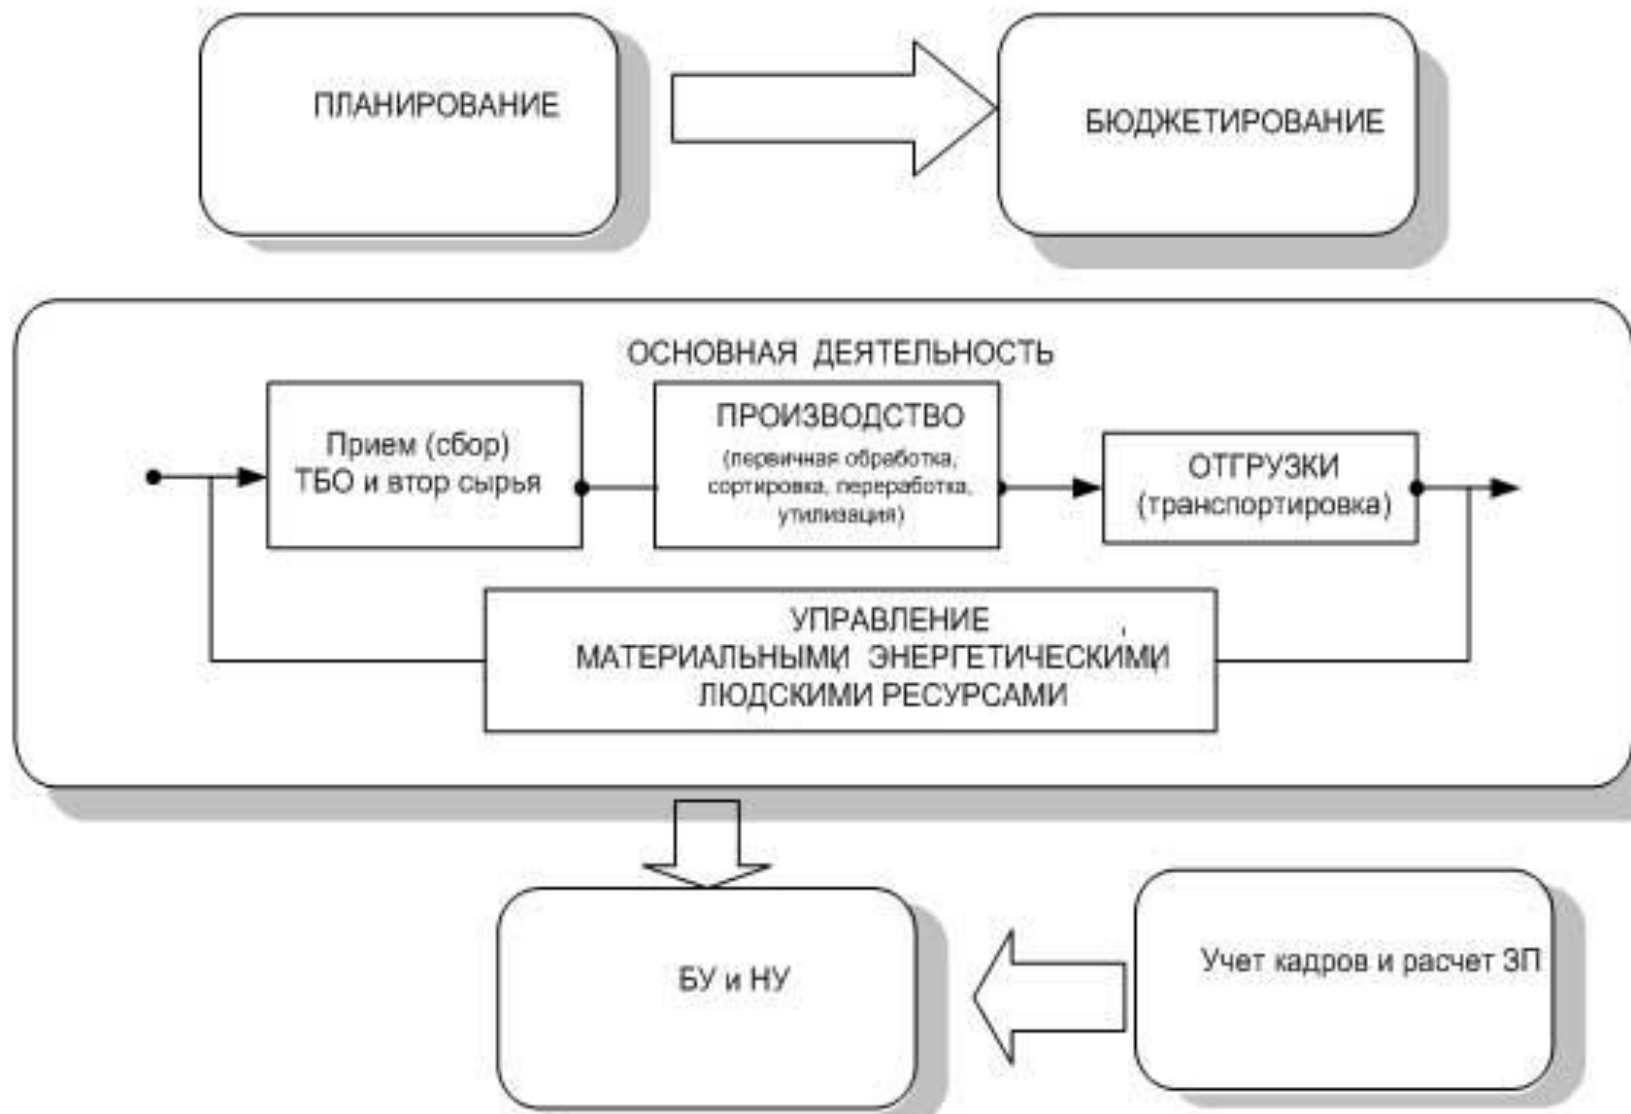 ПЛАНИРОВАНИЕ
БЮДЖЕТИРОВАНИЕ
ОСНОВНАЯ ДЕЯТЕЛЬНОСТЬ
Прием (сбор)
ТБО и втор сырья
ПРОИЗВОДСТВО
(первичная обработка,
сортировка, переработка,
утилизация)
ОТГРУЗКИ
(транспортировка)
УПРАВЛЕНИЕ
МАТЕРИАЛЬНЫМИ, ЭНЕРГЕТИЧЕСКИМИ,
ЛЮДСКИМИ РЕСУРСАМИ
БУ и НУ
Учет кадров и расчет ЗП